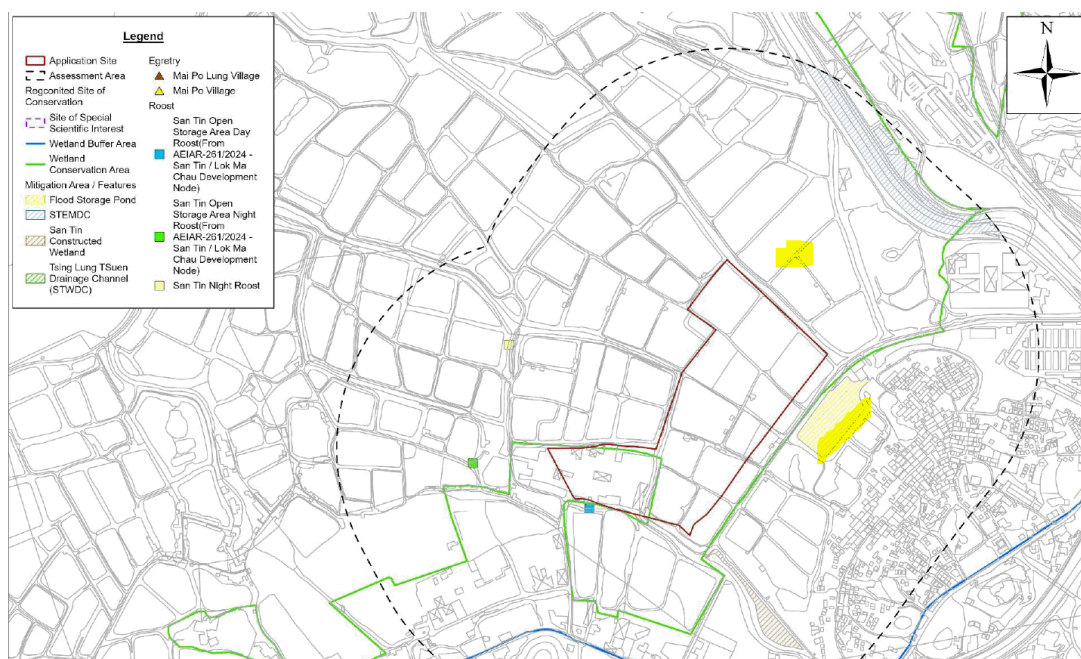 Legend
Application Site
Assessment Area
Regconited Site of
Conservation
Site of Special
Scientific Interest
Wetland Buffer Area
Wetland
Conservation Area
Mitigation Area / Features
Flood Storage Pond
STEMDC
San Tin
Constructed
Wetland
Tsing Lung TSuen
Drainage Channel
(STWDC)
Egretry
Mai Po Lung Village
Mai Po Village
Roost
San Tin Open
Storage Area Day
Roost(From
AEIAR-261/2024 -
San Tin / Lok Ma
Chau Development
Node)
San Tin Open
Storage Area Night
Roost(From
AEIAR-261/2024 -
San Tin / Lok Ma
Chau Development
Node)
San Tin Night Roost
N